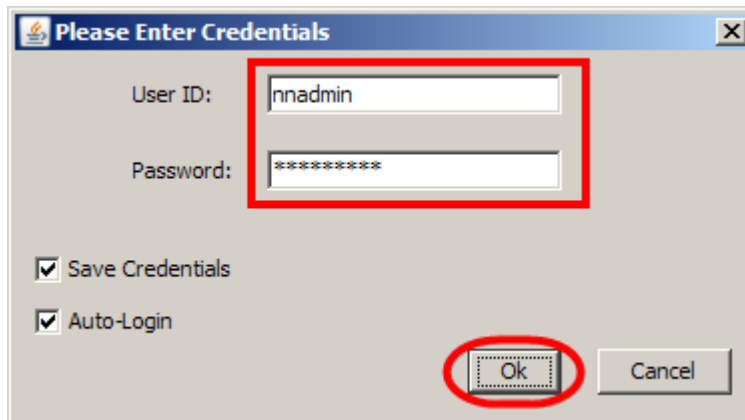 Please Enter Credentials
User ID: nnadmin
Password: *********
Save Credentials
Auto-Login
Ok Cancel